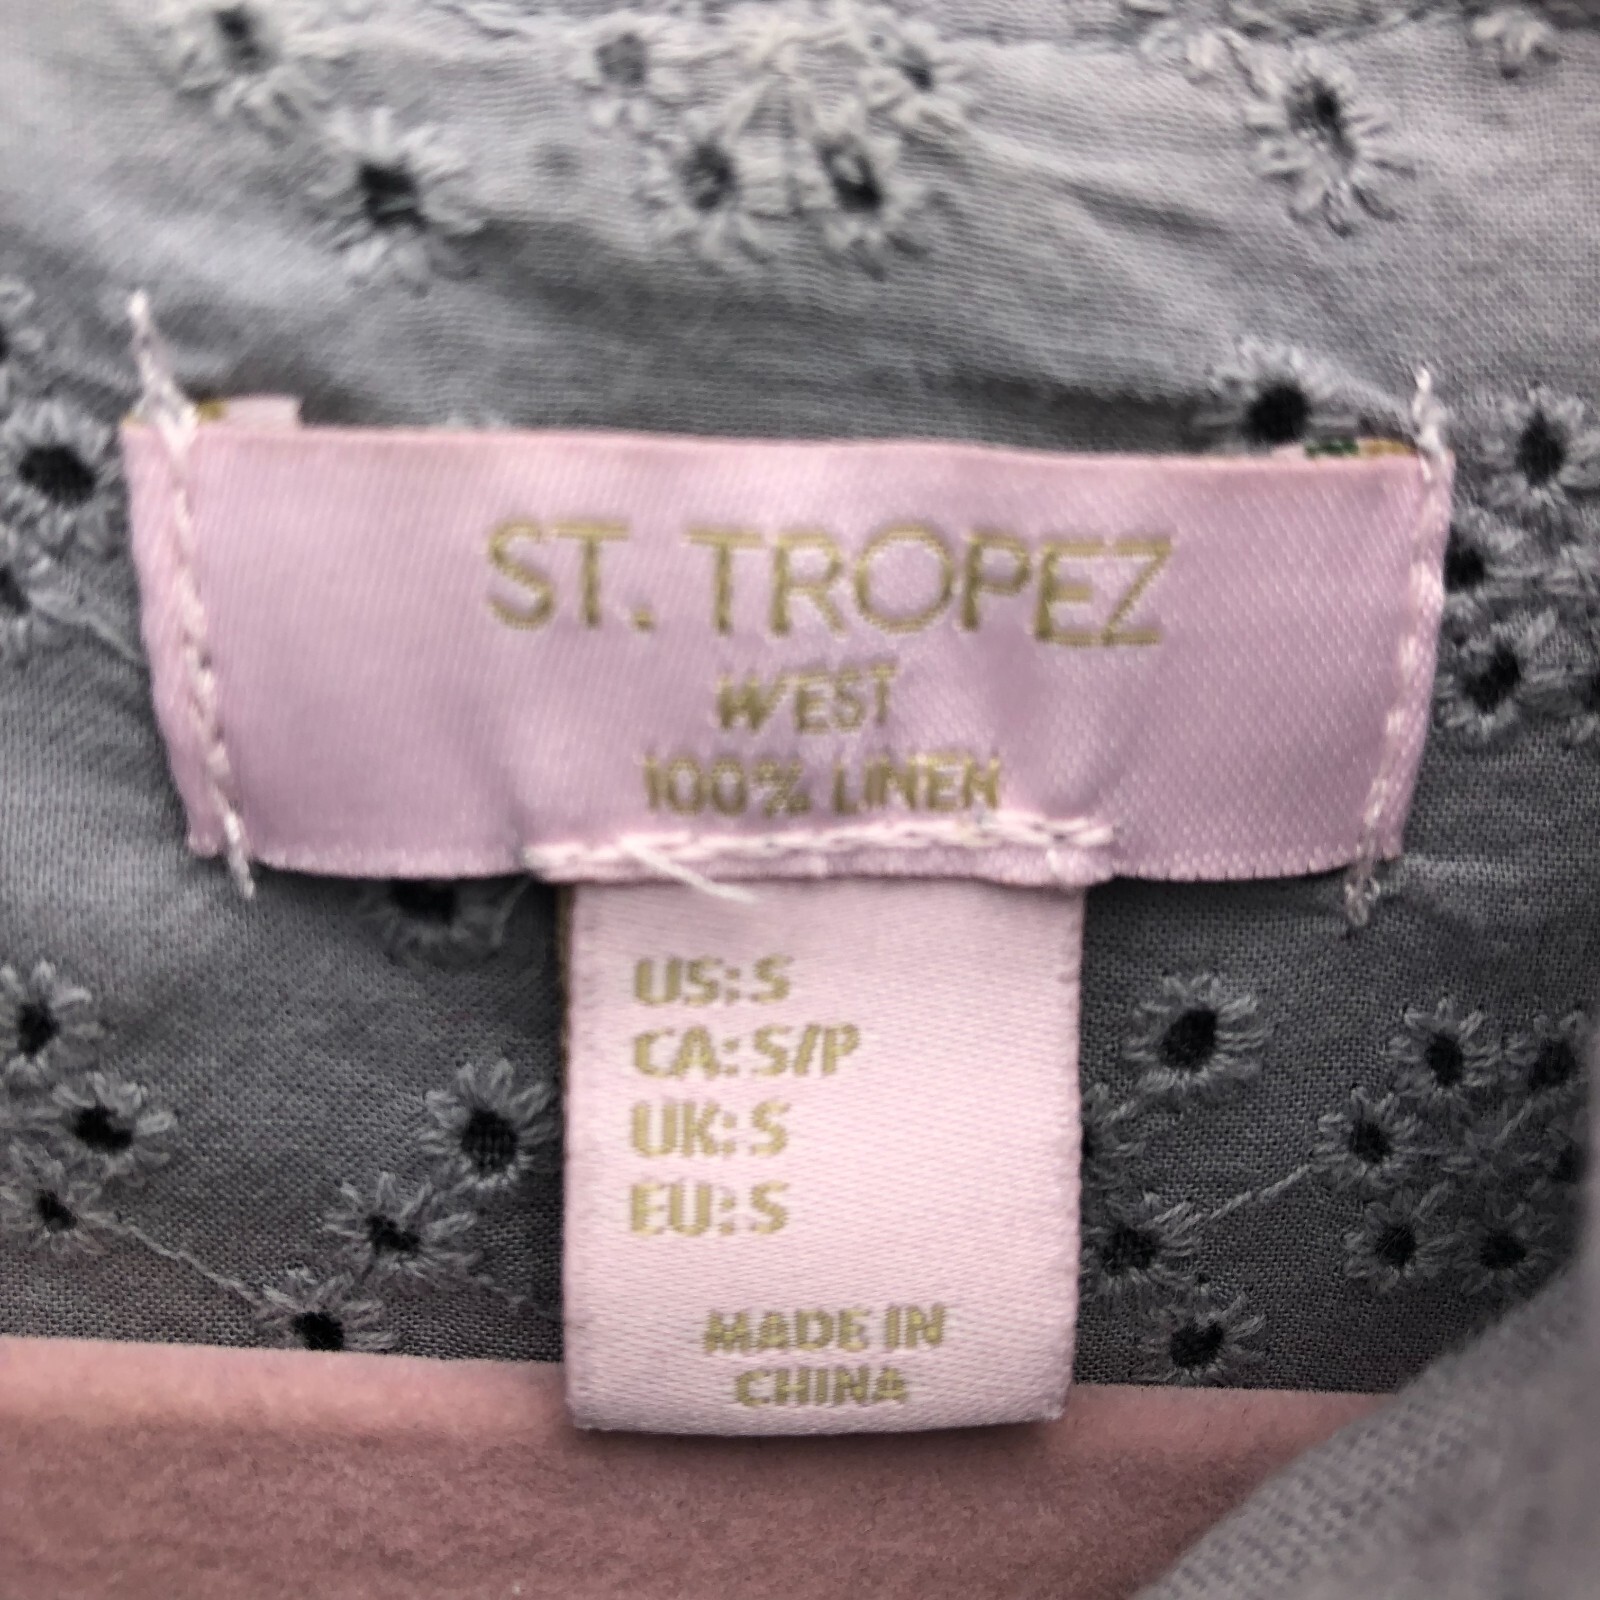 ST. TROPEZ
WEST
100% LINEN
US: S
CA: S/P
UK: S
EU: S
MADE IN
CHINA